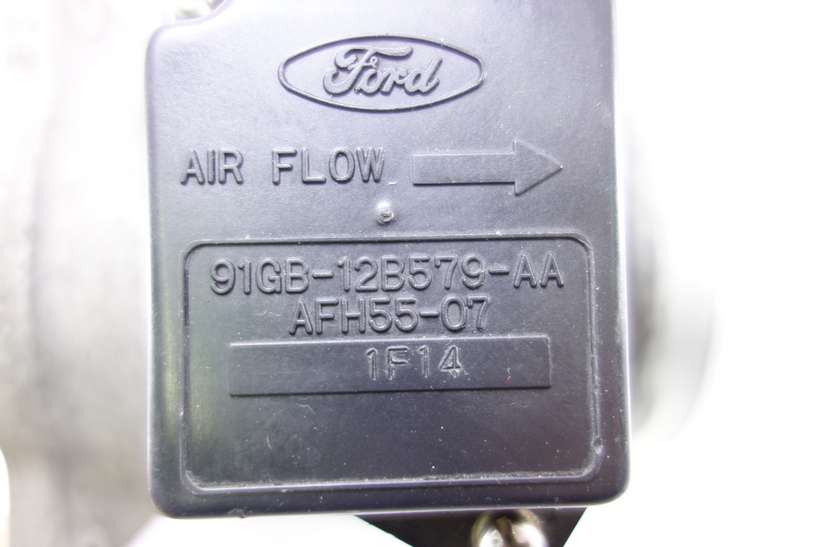 Ford
AIR FLOW
91GB-12B579-AA
AFH55-07
1F14